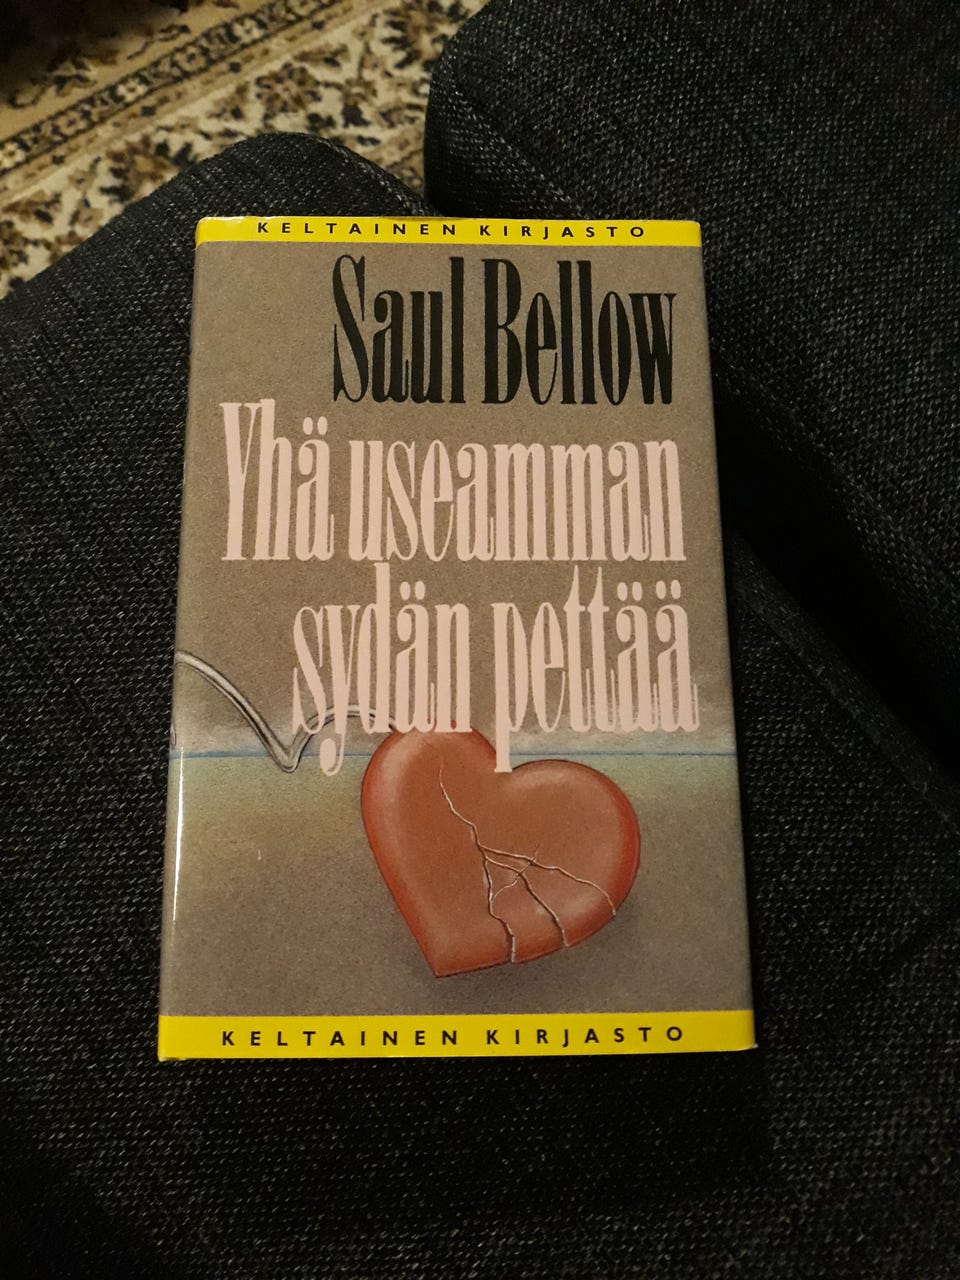 KELTAINEN KIRJASTO
Saul Bellow
Yhä useamman
sydän pettää
KELTAINEN KIRJASTO